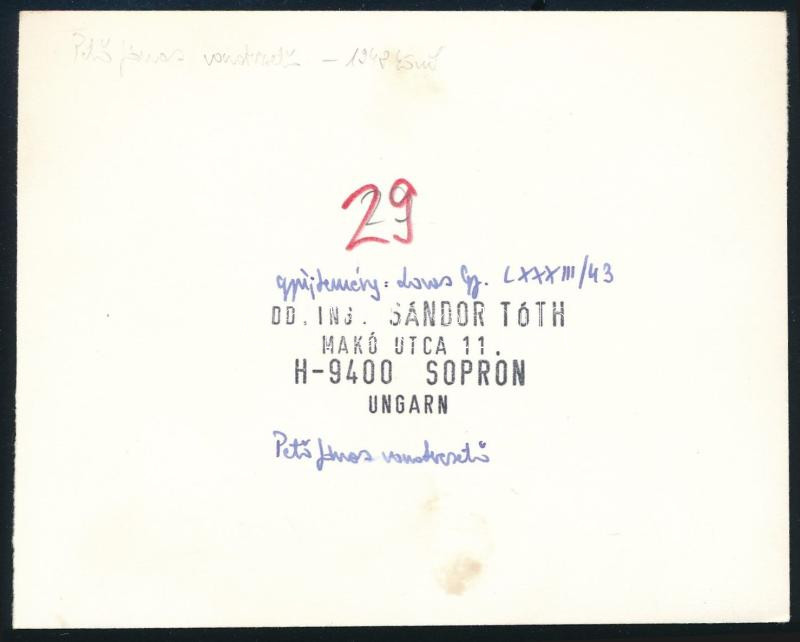 Pető János vonatvezető – 1948
29
gyűjtemény: Lovas Gy. LXXXIII/43
DD. ING. SÁNDOR TÓTH
MAKÓ UTCA 11.
H-9400 SOPRON
UNGARN
Pető János vonatvezető